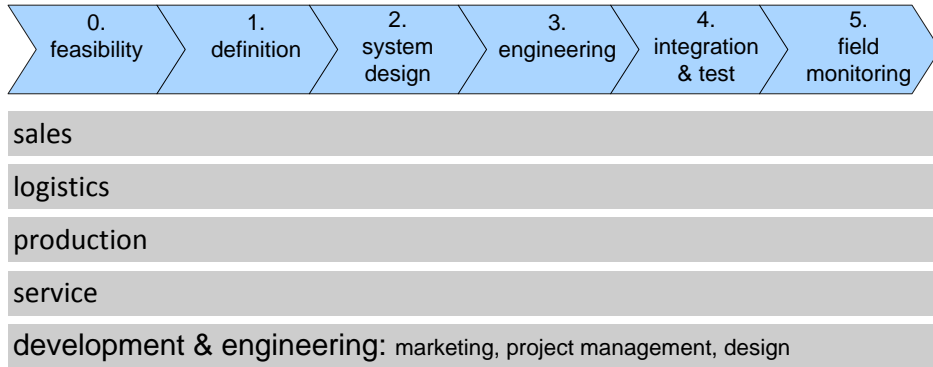 0.
feasibility
1.
definition
2.
system
design
3.
engineering
4.
integration
& test
5.
field
monitoring
sales
logistics
production
service
development & engineering: marketing, project management, design